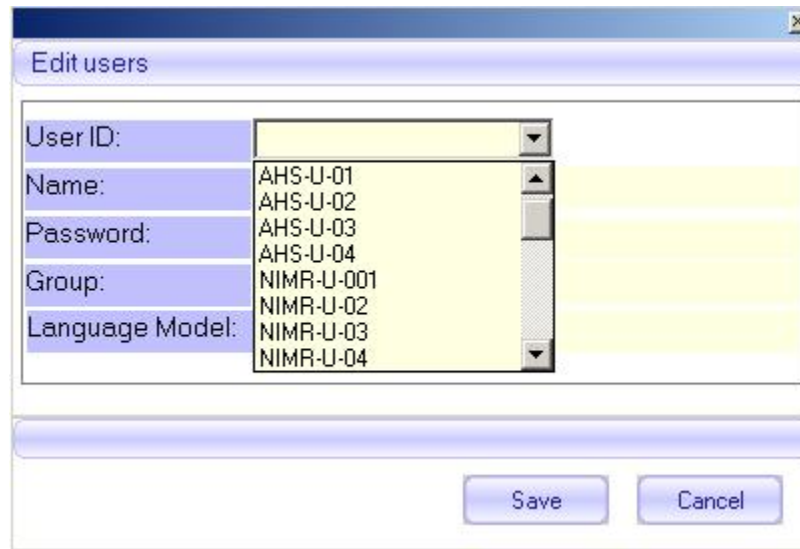 Edit users
User ID:
AHS-U-01
AHS-U-02
AHS-U-03
AHS-U-04
NIMR-U-001
NIMR-U-02
NIMR-U-03
NIMR-U-04
Name:
Password:
Group:
Language Model:
Save Cancel